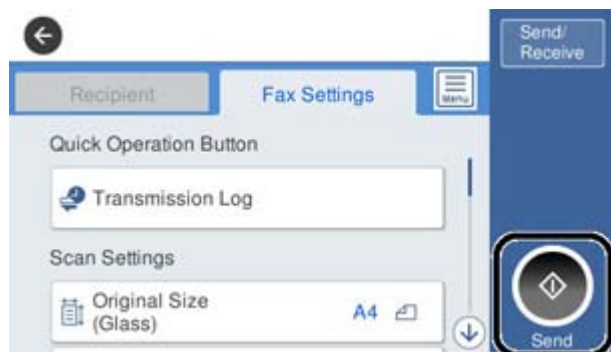 Send/
Receive
Recipient
Fax Settings
Menu
Quick Operation Button
Transmission Log
Scan Settings
Original Size
(Glass)
A4
Send